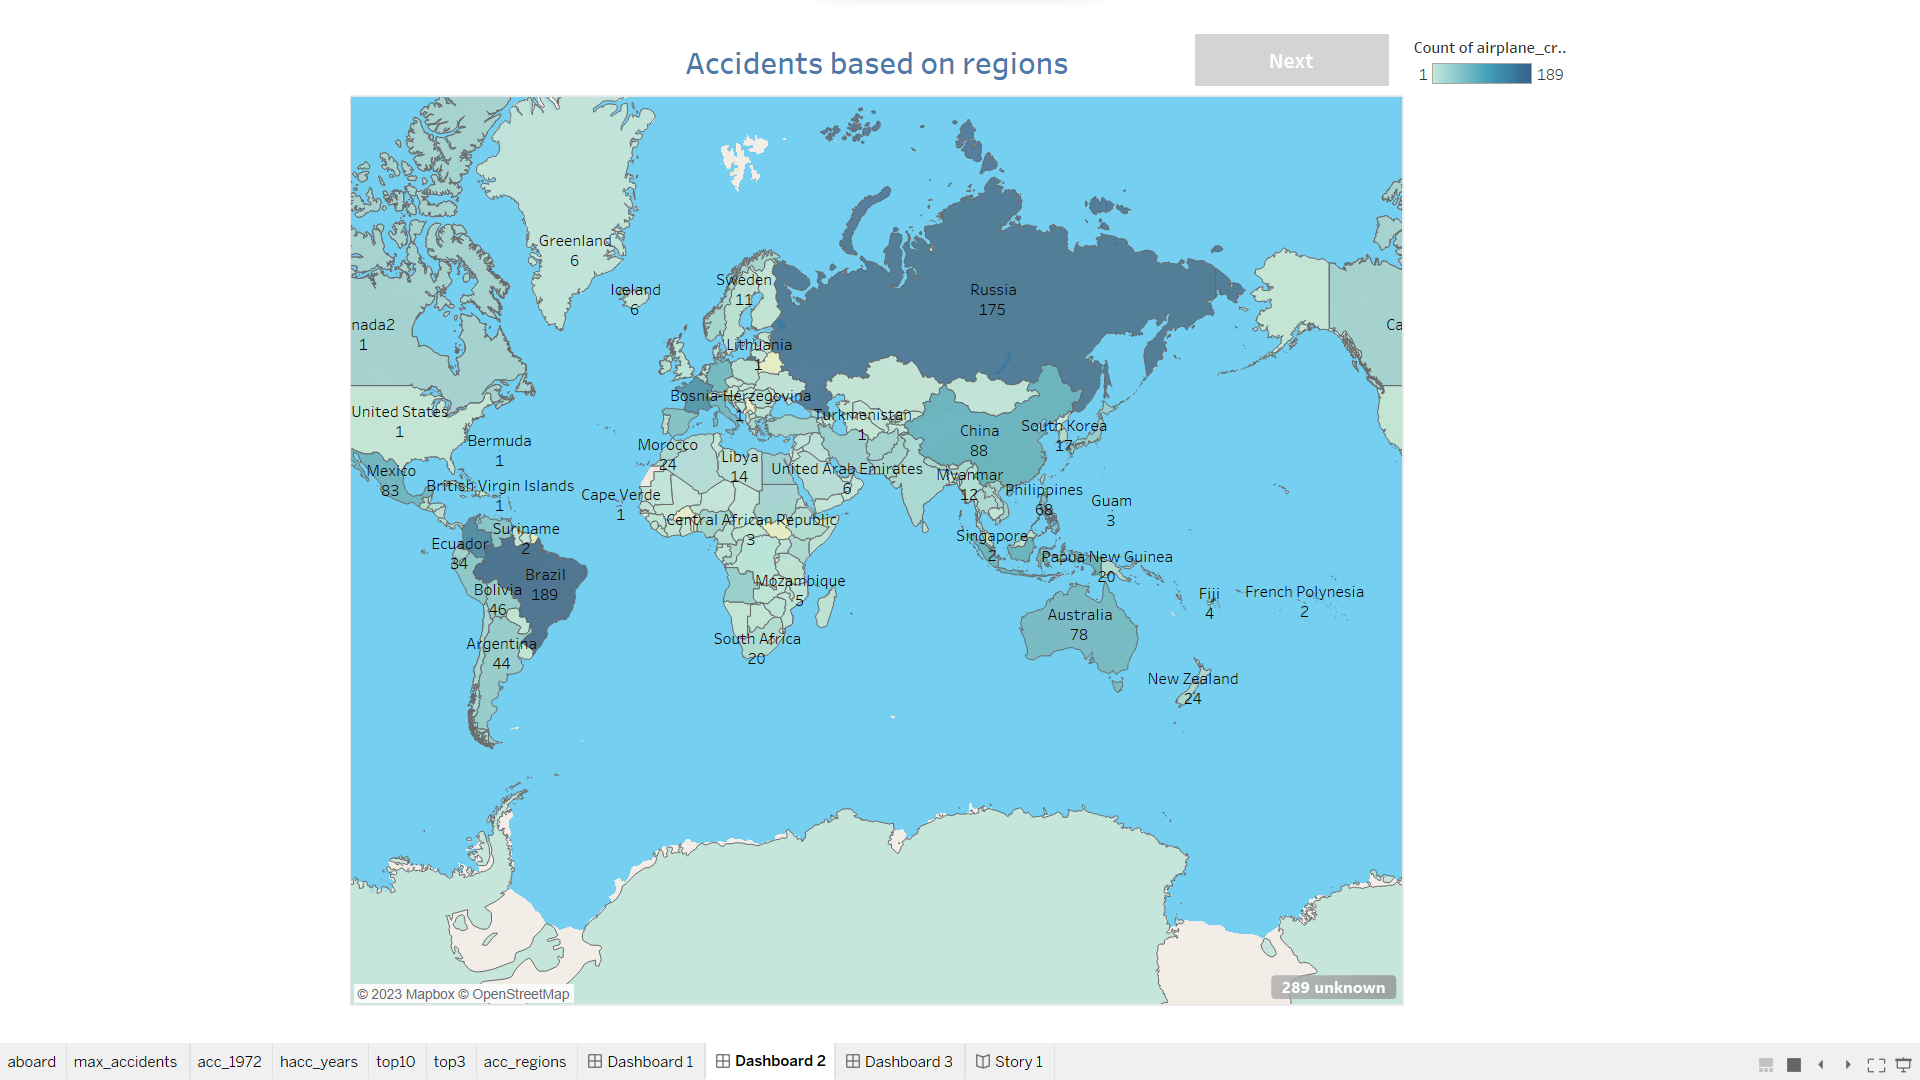 Accidents based on regions
Next
Count of airplane_cr..
1
189
Greenland
6
Iceland
6
Sweden
11
Russia
175
nada2
1
Ca
Lithuania
1
Bosnia-Herzegovina
1
United States
1
Turkmenistan
1
China
88
South Korea
17
Bermuda
1
Morocco
24
Libya
14
United Arab Emirates
6
Mexico
83
Myanmar
12
British Virgin Islands
1
Cape Verde
1
Philippines
68
Guam
3
Central African Republic
3
Suriname
2
Ecuador
34
Singapore
2
Papua New Guinea
20
Brazil
189
Bolivia
46
Mozambique
5
Fiji
4
French Polynesia
2
Australia
78
Argentina
44
South Africa
20
New Zealand
24
© 2023 Mapbox © OpenStreetMap
289 unknown
aboard
max_accidents
acc_1972
hacc_years
top10
top3
acc_regions
Dashboard 1
Dashboard 2
Dashboard 3
Story 1